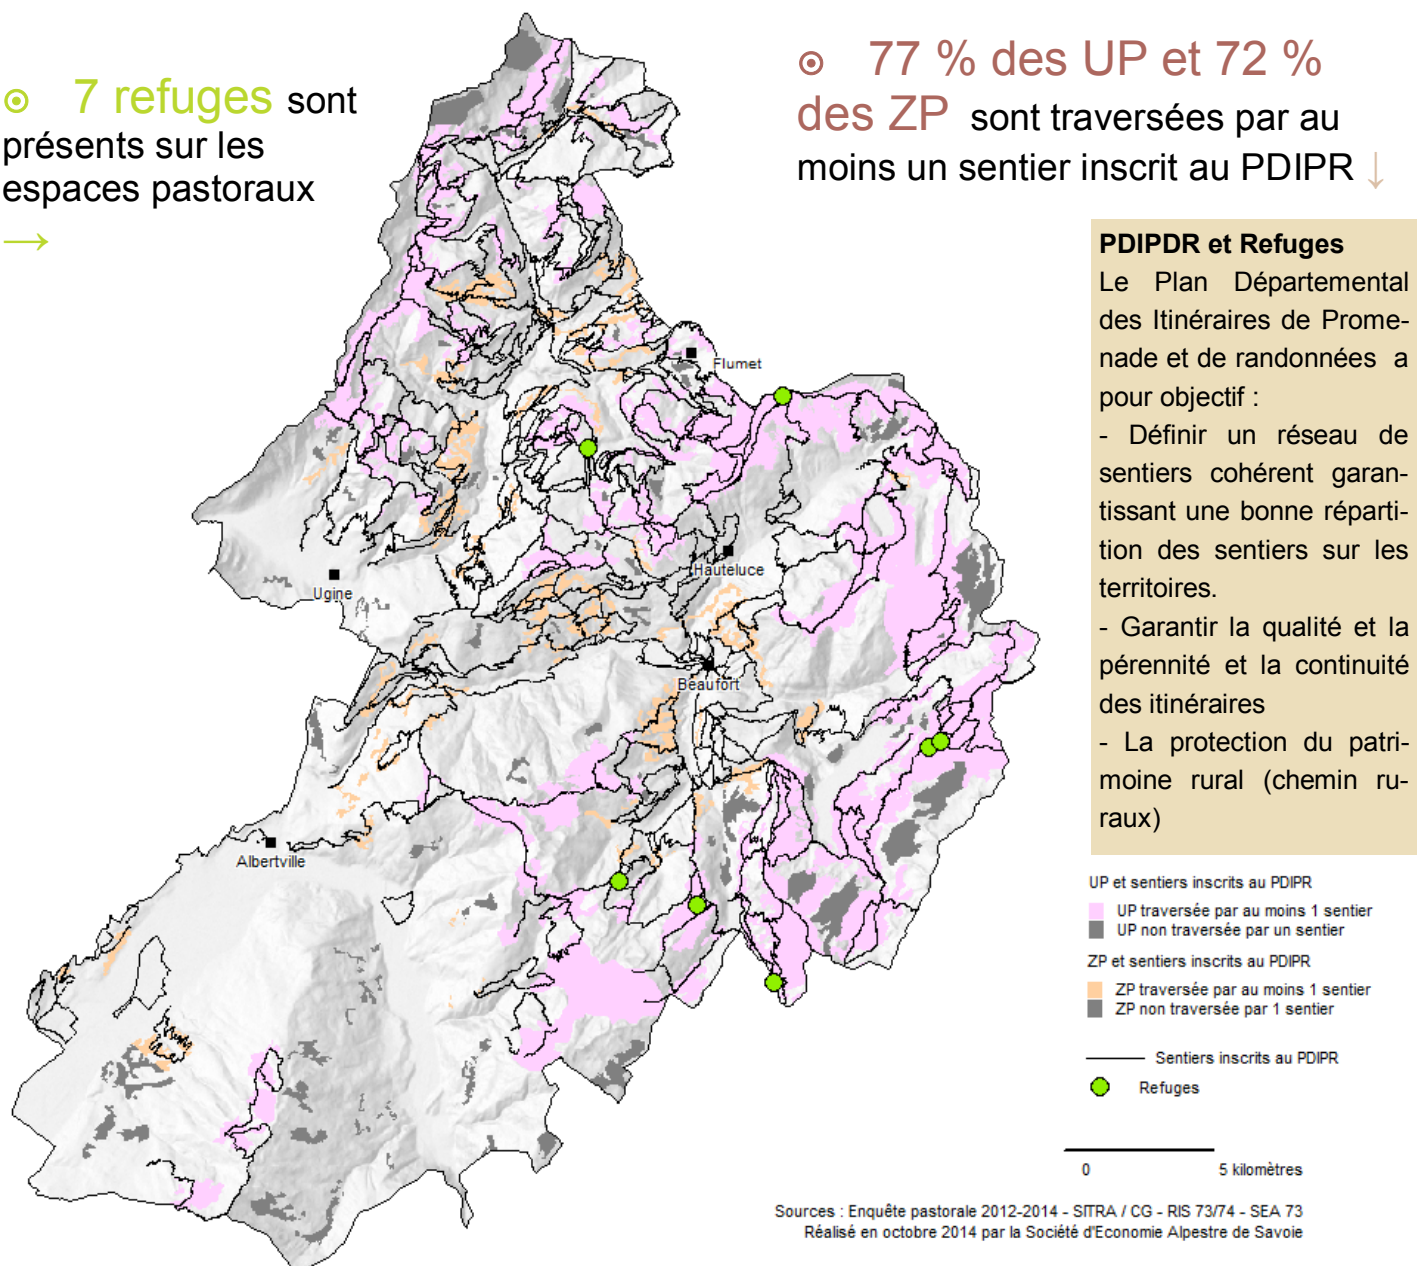 ⊙ 7 refuges sont
présents sur les
espaces pastoraux
→
⊙ 77 % des UP et 72 %
des ZP sont traversées par au
moins un sentier inscrit au PDIPR ↓
PDIPDR et Refuges
Le Plan Départemental
des Itinéraires de Prome-
nade et de randonnées a
pour objectif :
- Définir un réseau de
sentiers cohérent garan-
tissant une bonne réparti-
tion des sentiers sur les
territoires.
- Garantir la qualité et la
pérennité et la continuité
des itinéraires
- La protection du patri-
moine rural (chemin ru-
raux)
Flumet
Hauteluce
Ugine
Beaufort
Albertville
UP et sentiers inscrits au PDIPR
UP traversée par au moins 1 sentier
UP non traversée par un sentier
ZP et sentiers inscrits au PDIPR
ZP traversée par au moins 1 sentier
ZP non traversée par 1 sentier
Sentiers inscrits au PDIPR
Refuges
0 5 kilomètres
Sources : Enquête pastorale 2012-2014 - SITRA / CG - RIS 73/74 - SEA 73
Réalisé en octobre 2014 par la Société d'Economie Alpestre de Savoie